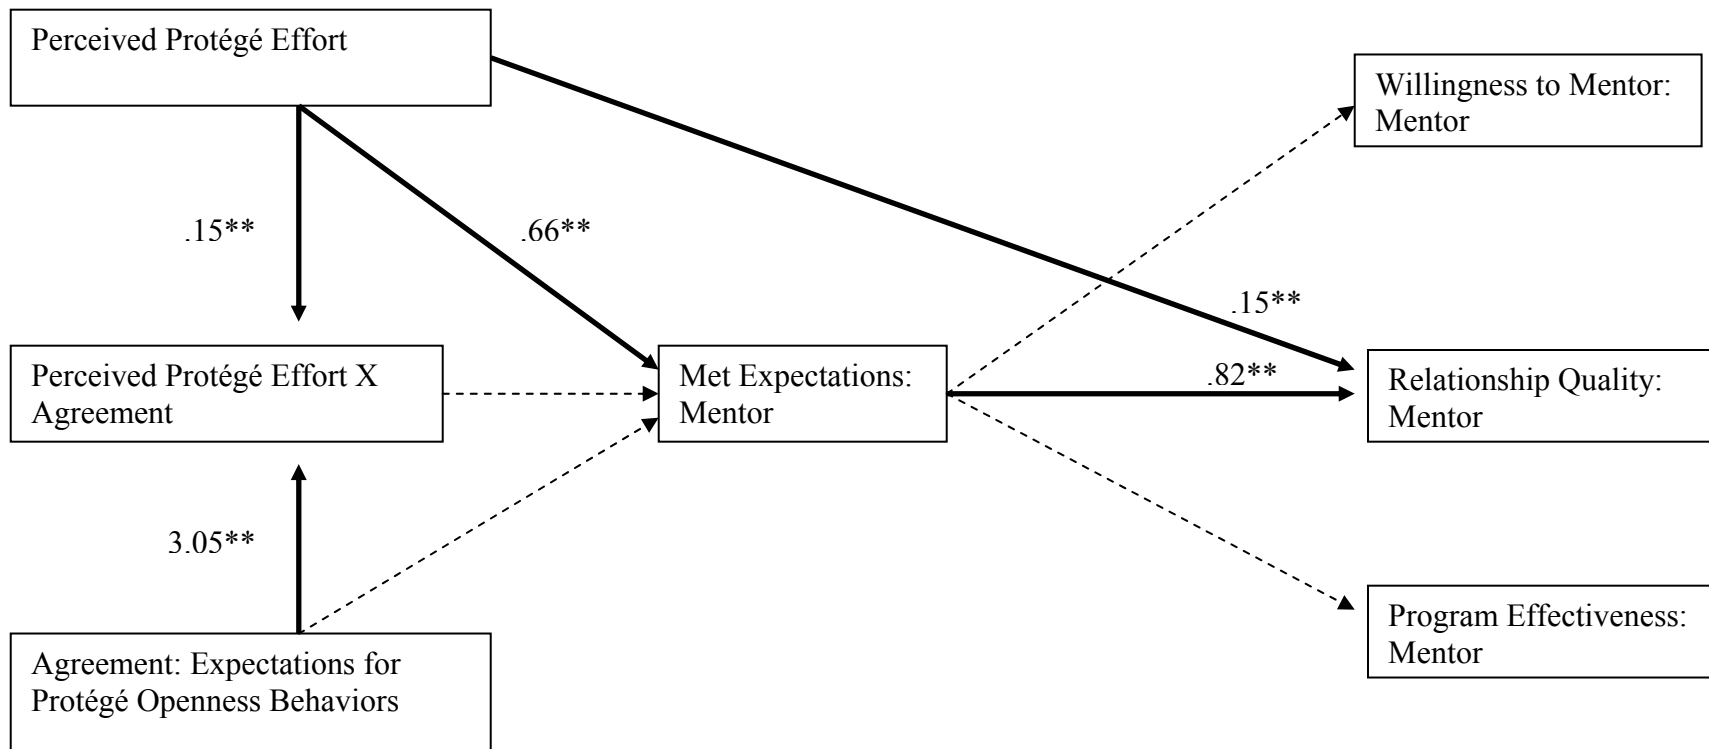 Perceived Protégé Effort
Willingness to Mentor:
Mentor
.15**
.66**
.15**
Perceived Protégé Effort X
Agreement
Met Expectations:
Mentor
.82**
Relationship Quality:
Mentor
3.05**
Agreement: Expectations for
Protégé Openness Behaviors
Program Effectiveness:
Mentor